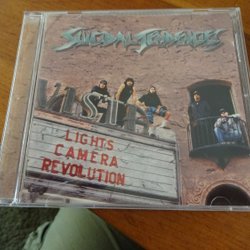 SUICIDAL TENDENCIES
LIGHTS
CAMERA
REVOLUTION